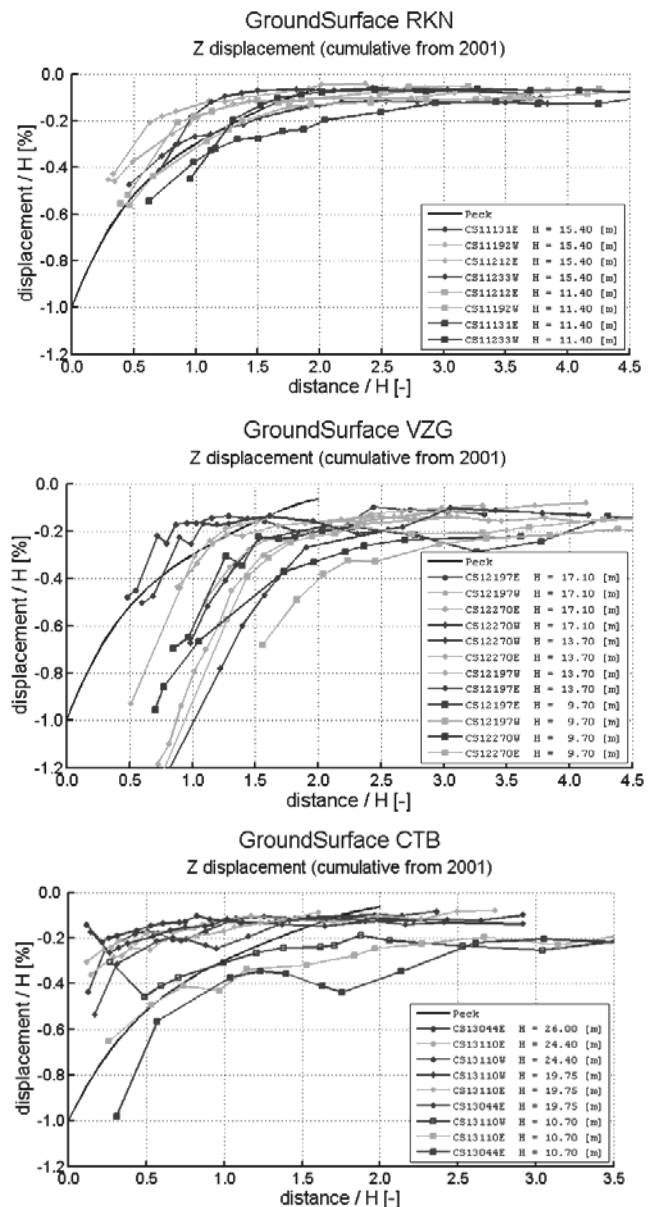 GroundSurface RKN
Z displacement (cumulative from 2001)
0.0
-0.2
-0.4
-0.6
-0.8
-1.0
-1.2
displacement / H [%]
Peck
CS11131E H = 15.40 [m]
CS11192W H = 15.40 [m]
CS11212E H = 15.40 [m]
CS11233W H = 15.40 [m]
CS11212E H = 11.40 [m]
CS11192W H = 11.40 [m]
CS11131E H = 11.40 [m]
CS11233W H = 11.40 [m]
0.0 0.5 1.0 1.5 2.0 2.5 3.0 3.5 4.0 4.5
distance / H [-]
GroundSurface VZG
Z displacement (cumulative from 2001)
0.0
-0.2
-0.4
-0.6
-0.8
-1.0
-1.2
displacement / H [%]
Peck
CS12197E H = 17.10 [m]
CS12197W H = 17.10 [m]
CS12270E H = 17.10 [m]
CS12270W H = 17.10 [m]
CS12270W H = 13.70 [m]
CS12270E H = 13.70 [m]
CS12197W H = 13.70 [m]
CS12197E H = 13.70 [m]
CS12197E H = 9.70 [m]
CS12197W H = 9.70 [m]
CS12270W H = 9.70 [m]
CS12270E H = 9.70 [m]
0.0 0.5 1.0 1.5 2.0 2.5 3.0 3.5 4.0 4.5
distance / H [-]
GroundSurface CTB
Z displacement (cumulative from 2001)
0.0
-0.2
-0.4
-0.6
-0.8
-1.0
-1.2
displacement / H [%]
Peck
CS13044E H = 26.00 [m]
CS13110E H = 24.40 [m]
CS13110W H = 24.40 [m]
CS13110W H = 19.75 [m]
CS13110E H = 19.75 [m]
CS13044E H = 19.75 [m]
CS13110W H = 10.70 [m]
CS13110E H = 10.70 [m]
CS13044E H = 10.70 [m]
0.0 0.5 1.0 1.5 2.0 2.5 3.0 3.5
distance / H [-]